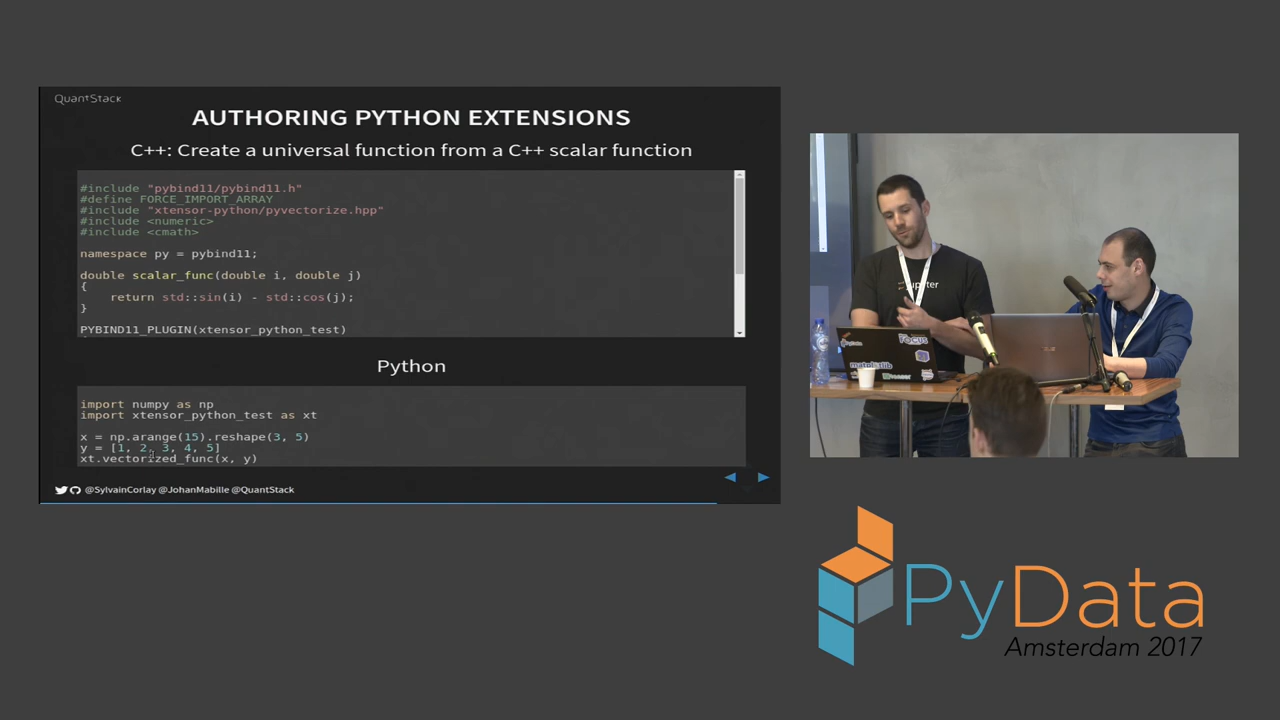 QuantStack
AUTHORING PYTHON EXTENSIONS
C++: Create a universal function from a C++ scalar function
#include "pybind11/pybind11.h"
#define FORCE_IMPORT_ARRAY
#include "xtensor-python/pyvectorize.hpp"
#include <numeric>
#include <cmath>
namespace py = pybind11;
double scalar_func(double i, double j)
{
return std::sin(i) - std::cos(j);
}
PYBIND11_PLUGIN(xtensor_python_test)
Python
import numpy as np
import xtensor_python_test as xt
x = np.arange(15).reshape(3, 5)
y = [1, 2, 3, 4, 5]
xt.vectorized_func(x, y)
@SylvainCorlay @JohanMabille @QuantStack
jupyter
FOCUS
matplotlib
PyData
Amsterdam 2017